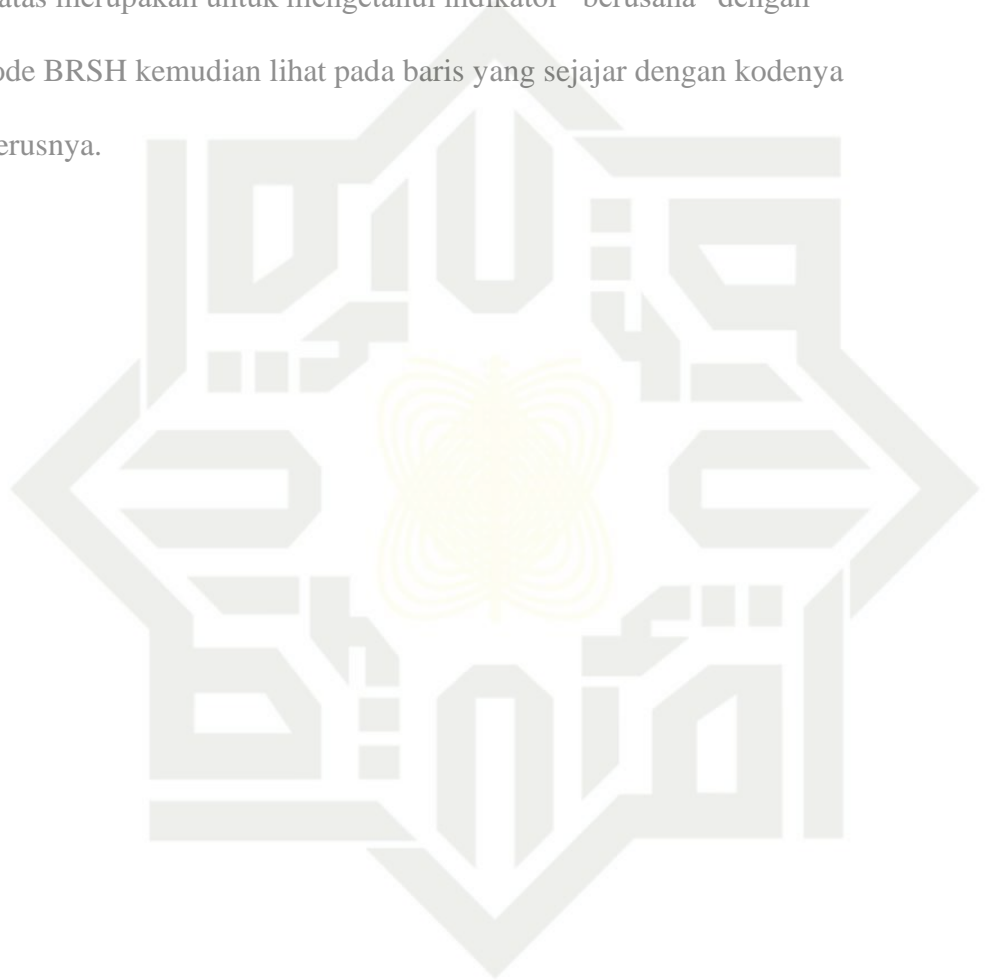 atas merupakan untuk mengetahui indikator "berusaha" dengan
ode BRSH kemudian lihat pada baris yang sejajar dengan kodenya
erusnya.